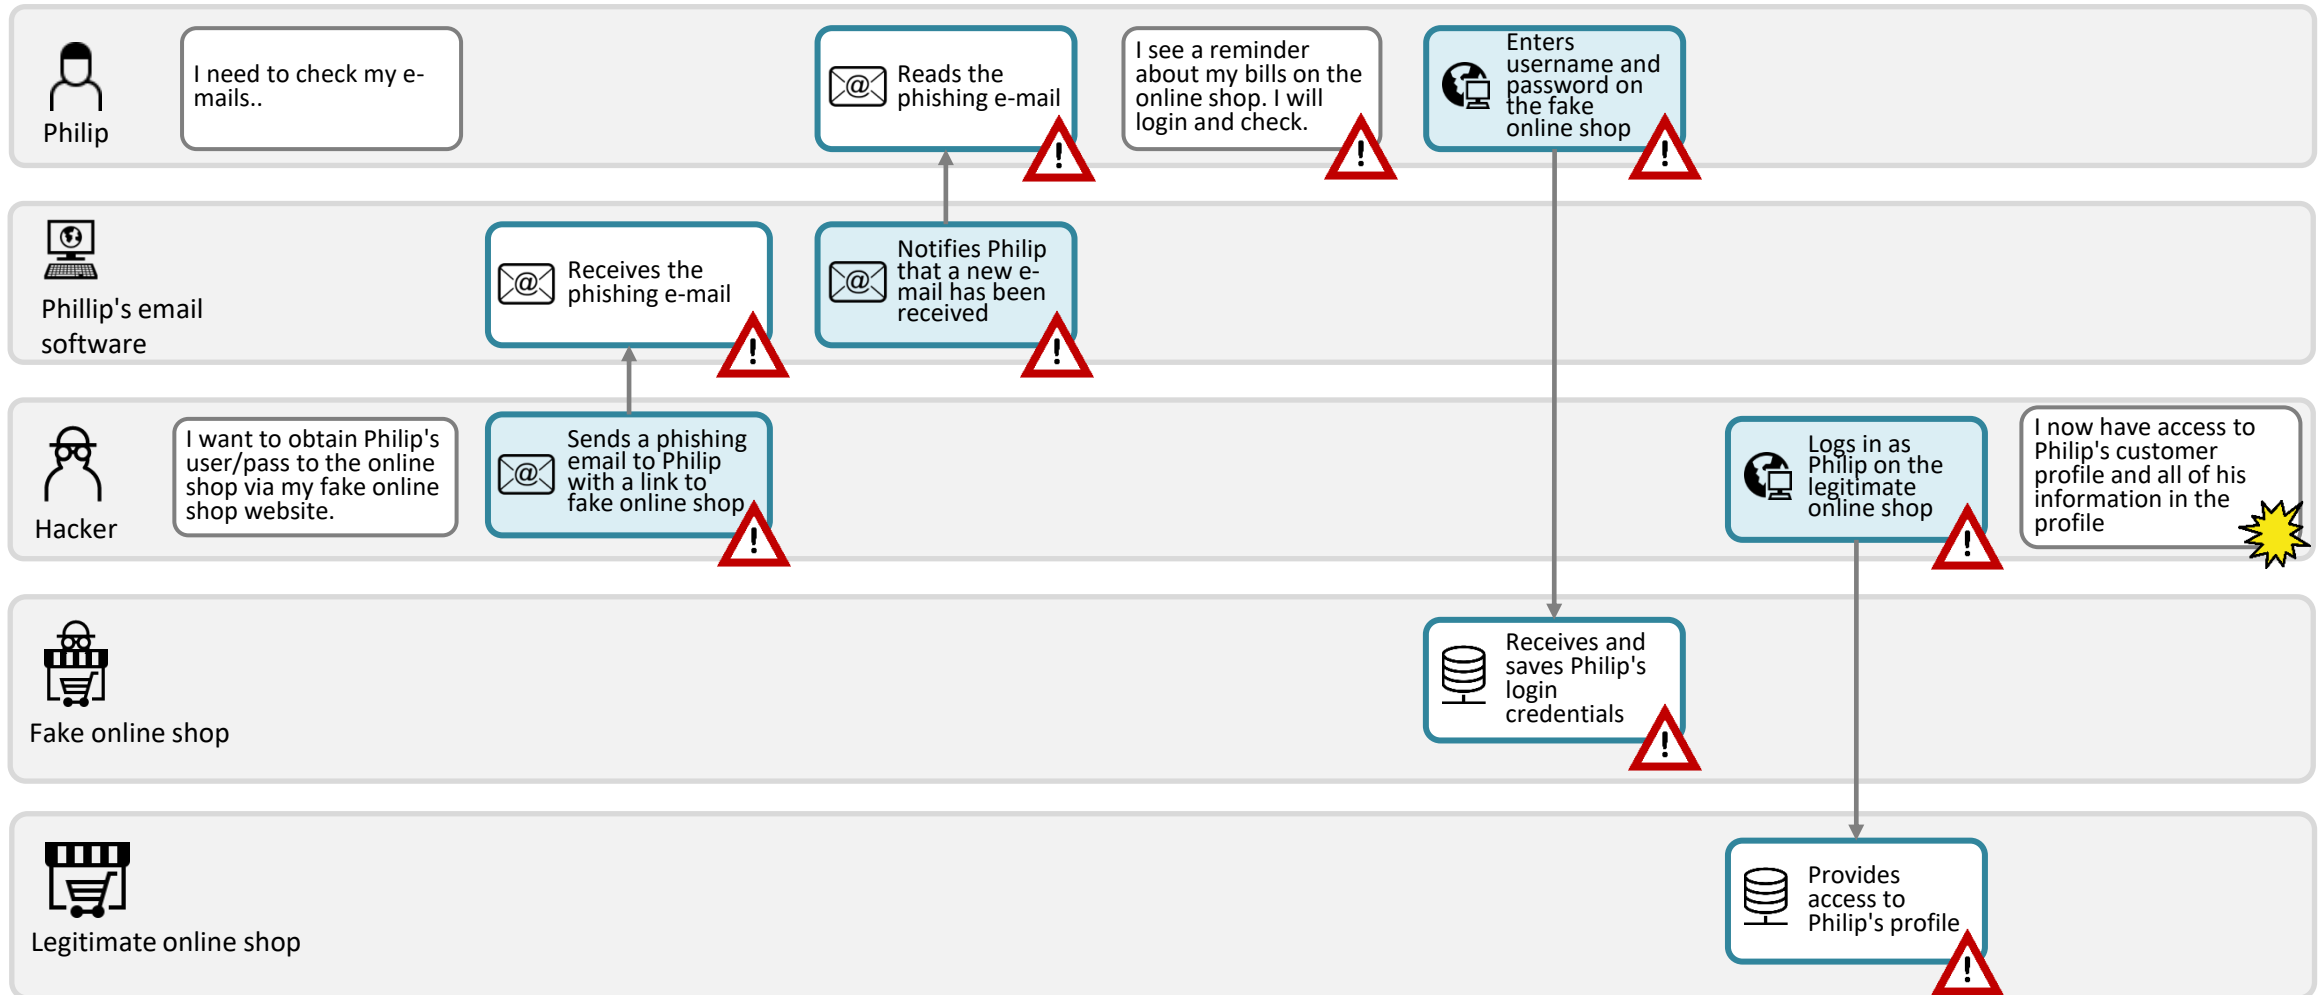 Philip
I need to check my e-
mails..
Reads the
phishing e-mail
I see a reminder
about my bills on the
online shop. I will
login and check.
Enters
username and
password on
the fake
online shop
Phillip's email
software
Receives the
phishing e-mail
Notifies Philip
that a new e-
mail has been
received
Hacker
I want to obtain Philip's
user/pass to the online
shop via my fake online
shop website.
Sends a phishing
email to Philip
with a link to
fake online shop
Logs in as
Philip on the
legitimate
online shop
I now have access to
Philip's customer
profile and all of his
information in the
profile
Fake online shop
Receives and
saves Philip's
login
credentials
Legitimate online shop
Provides
access to
Philip's profile